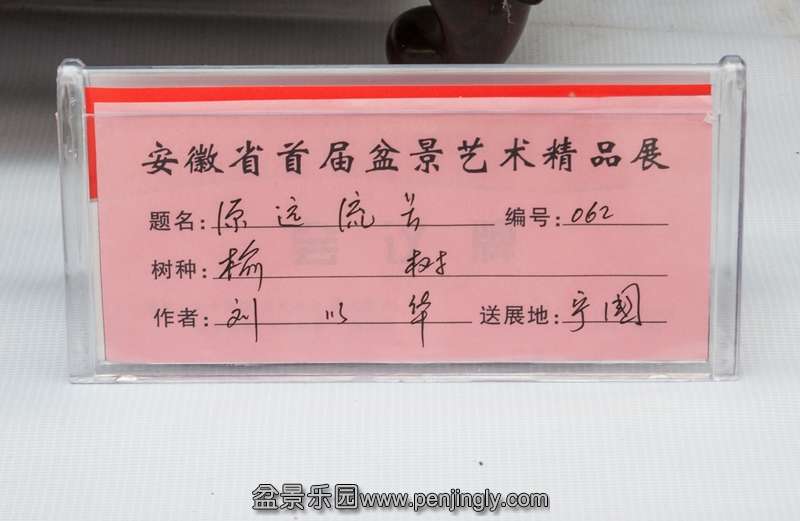 安徽省首届盆景艺术精品展
题名：源远流芳 编号：062
树种：榆树
作者：刘以华 送展地：宁国
盆景乐园www.penjingly.com